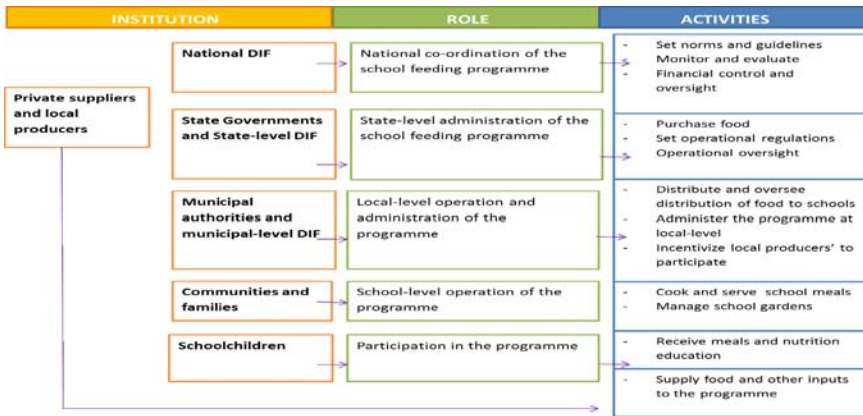 INSTITUTION
ROLE
ACTIVITIES
Private suppliers
and local
producers
National DIF
National co-ordination of the
school feeding programme
- Set norms and guidelines
- Monitor and evaluate
- Financial control and
oversight
State Governments
and State-level DIF
State-level administration of the
school feeding programme
- Purchase food
- Set operational regulations
- Operational oversight
Municipal
authorities and
municipal-level DIF
Local-level operation and
administration of the
programme
- Distribute and oversee
distribution of food to schools
- Administer the programme at
local-level
- Incentivize local producers' to
participate
Communities and
families
School-level operation of the
programme
- Cook and serve school meals
- Manage school gardens
Schoolchildren
Participation in the programme
- Receive meals and nutrition
education
- Supply food and other inputs
to the programme